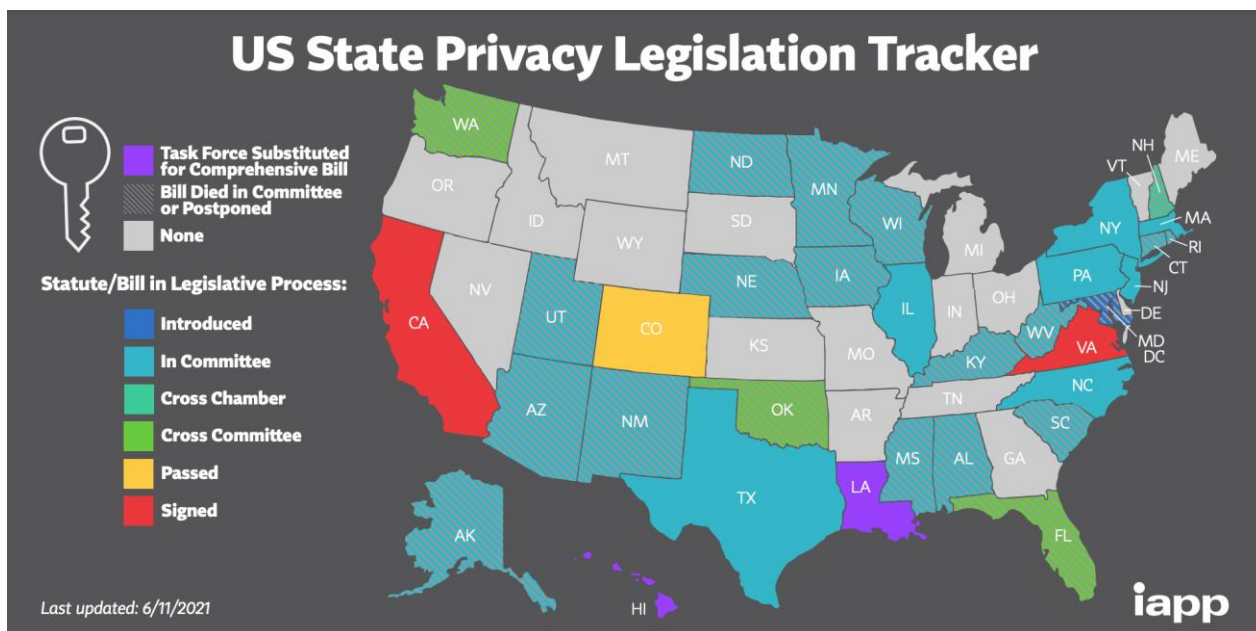 US State Privacy Legislation Tracker
Task Force Substituted
for Comprehensive Bill
Bill Died in Committee
or Postponed
None
Statute/Bill in Legislative Process:
Introduced
In Committee
Cross Chamber
Cross Committee
Passed
Signed
WA
OR
CA
NV
ID
MT
WY
UT
AZ
CO
NM
ND
SD
NE
KS
OK
TX
MN
IA
MO
AR
LA
WI
IL
MS
MI
IN
KY
TN
AL
OH
WV
GA
FL
SC
NC
VA
PA
NY
VT
NH
ME
MA
RI
CT
NJ
DE
MD
DC
AK
HI
Last updated: 6/11/2021
iapp